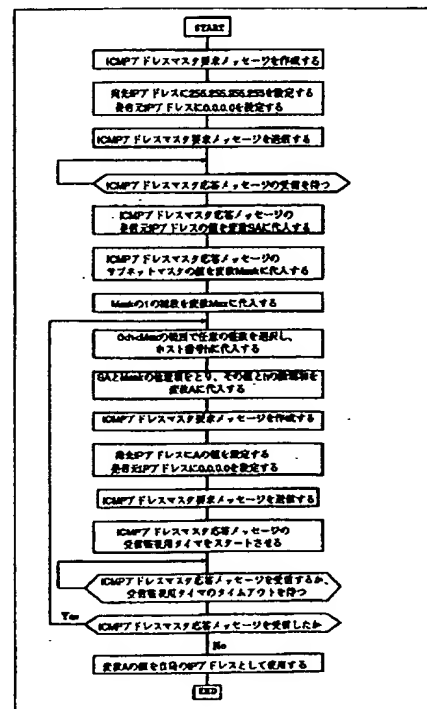 START
ICMPアドレスマスク要求メッセージを作成する
宛先IPアドレスに255.255.255.255を設定する
発信元IPアドレスに0.0.0.0を設定する
ICMPアドレスマスク要求メッセージを送信する
ICMPアドレスマスク応答メッセージの受信を待つ
ICMPアドレスマスク応答メッセージの
発信元IPアドレスの値を変数SAに代入する
ICMPアドレスマスク応答メッセージの
サブネットマスクの値を変数Maskに代入する
Maskの1の補数を変数Maxに代入する
0<h<Maxの範囲で任意の整数を選択し、
ホスト番号hに代入する
SAとMaskの論理積をとり、その値とhの論理和を
変数Aに代入する
ICMPアドレスマスク要求メッセージを作成する
宛先IPアドレスにAの値を設定する
発信元IPアドレスに0.0.0.0を設定する
ICMPアドレスマスク要求メッセージを送信する
ICMPアドレスマスク応答メッセージの
受信監視用タイマをスタートさせる
ICMPアドレスマスク応答メッセージを受信するか、
受信監視用タイマのタイムアウトを待つ
Yes
ICMPアドレスマスク応答メッセージを受信したか
No
変数Aの値を自身のIPアドレスとして使用する
END